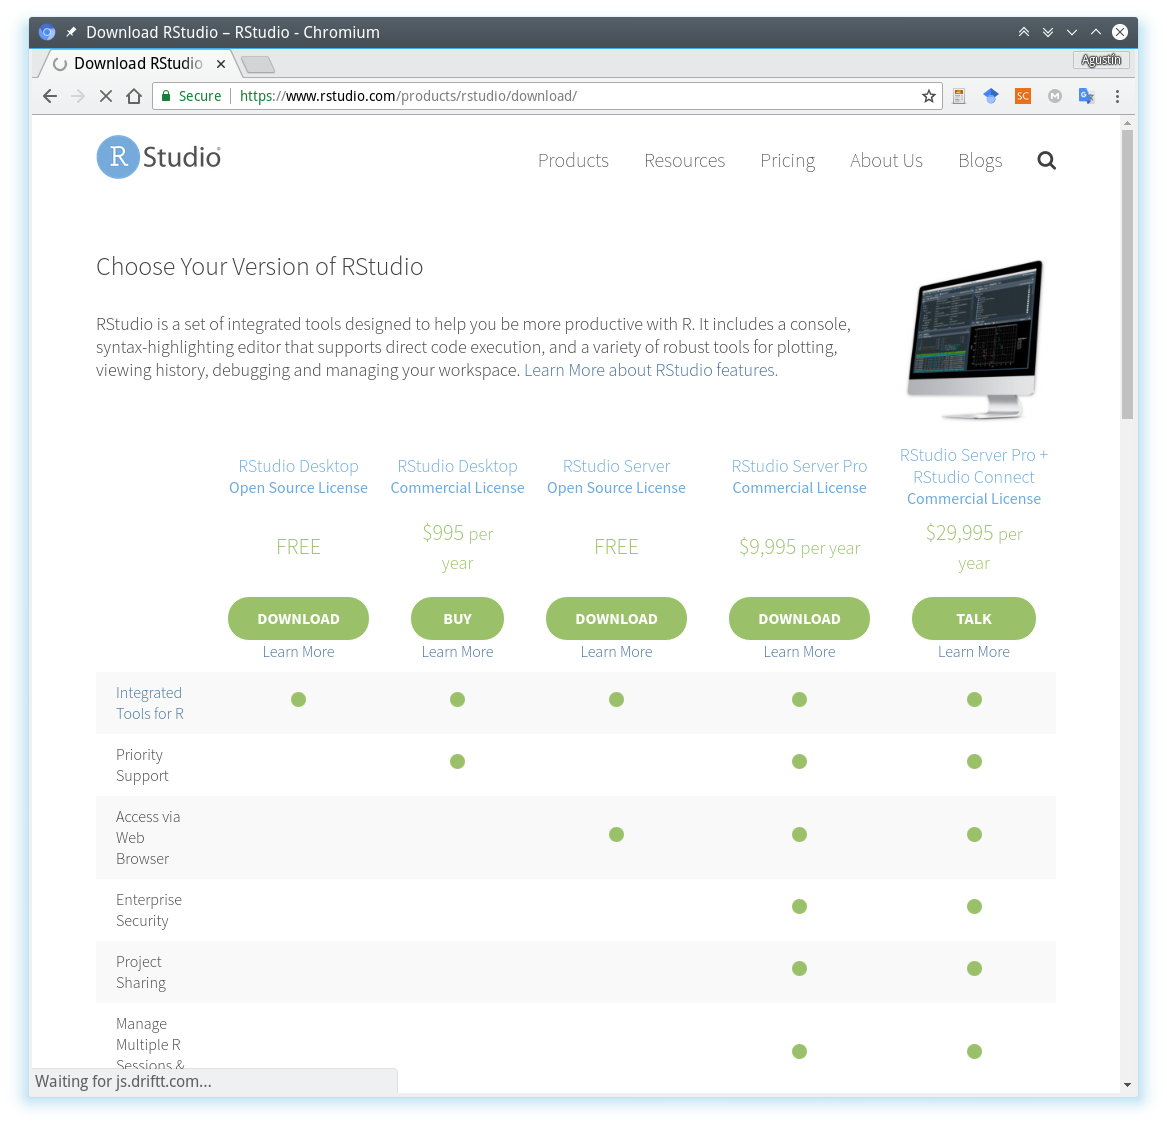 Download RStudio – RStudio - Chromium
Download RStudio
Agustín
Secure
https://www.rstudio.com/products/rstudio/download/
SC
M
G
R Studio®
Products
Resources
Pricing
About Us
Blogs
Choose Your Version of RStudio
RStudio is a set of integrated tools designed to help you be more productive with R. It includes a console,
syntax-highlighting editor that supports direct code execution, and a variety of robust tools for plotting,
viewing history, debugging and managing your workspace. Learn More about RStudio features.
RStudio Desktop
Open Source License
FREE
DOWNLOAD
Learn More
RStudio Desktop
Commercial License
$995 per
year
BUY
Learn More
RStudio Server
Open Source License
FREE
DOWNLOAD
Learn More
RStudio Server Pro
Commercial License
$9,995 per year
DOWNLOAD
Learn More
RStudio Server Pro +
RStudio Connect
Commercial License
$29,995 per
year
TALK
Learn More
Integrated
Tools for R
Priority
Support
Access via
Web
Browser
Enterprise
Security
Project
Sharing
Manage
Multiple R
Sessions &
Waiting for js.driftt.com...